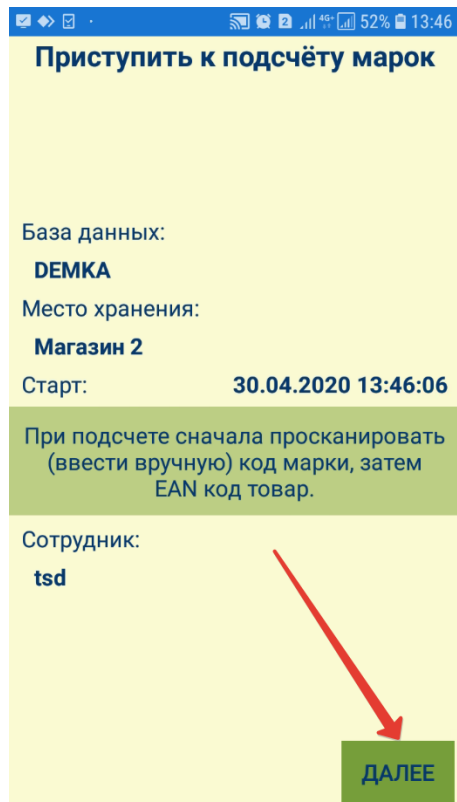 52% 13:46
Приступить к подсчёту марок
База данных:
DEMKA
Место хранения:
Магазин 2
Старт: 30.04.2020 13:46:06
При подсчете сначала просканировать
(ввести вручную) код марки, затем
EAN код товар.
Сотрудник:
tsd
ДАЛЕЕ